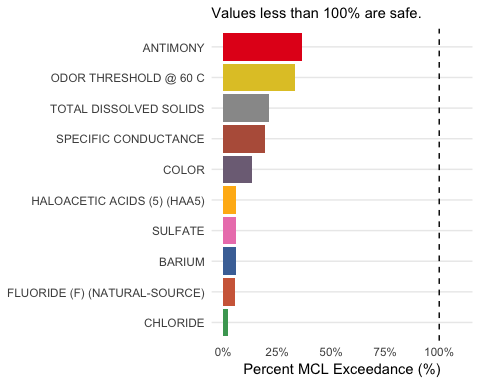 Values less than 100% are safe.
ANTIMONY
ODOR THRESHOLD @ 60 C
TOTAL DISSOLVED SOLIDS
SPECIFIC CONDUCTANCE
COLOR
HALOACETIC ACIDS (5) (HAA5)
SULFATE
BARIUM
FLUORIDE (F) (NATURAL-SOURCE)
CHLORIDE
0% 25% 50% 75% 100%
Percent MCL Exceedance (%)